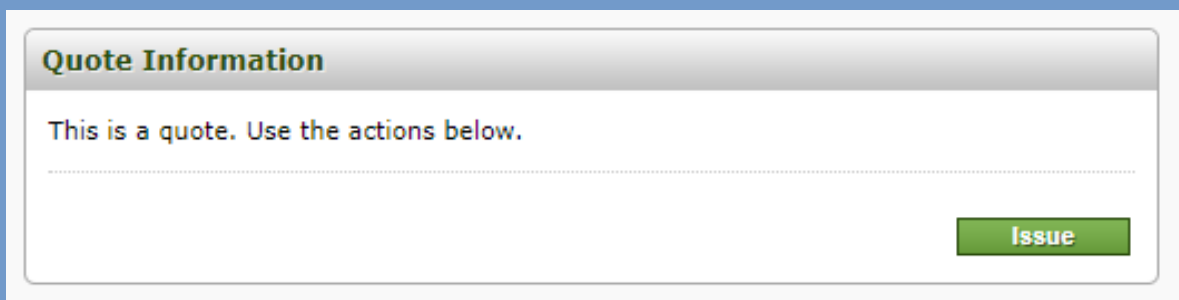 Quote Information
This is a quote. Use the actions below.
Issue